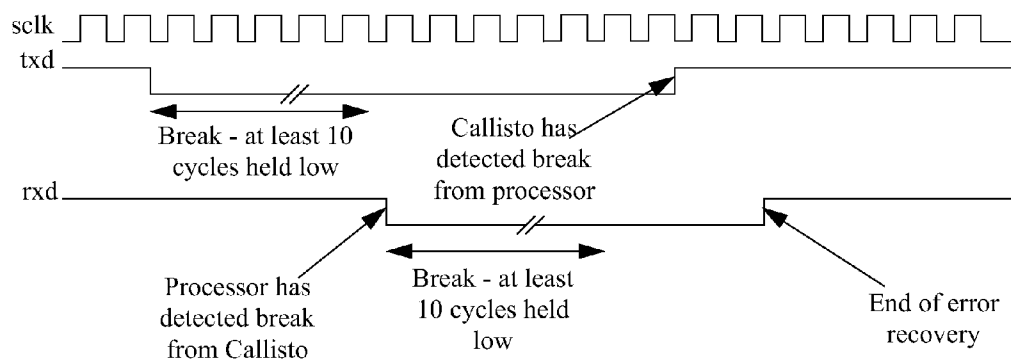 sclk
txd
Break - at least 10
cycles held low
Callisto has
detected break
from processor
rxd
Processor has
detected break
from Callisto
Break - at least
10 cycles held
low
End of error
recovery